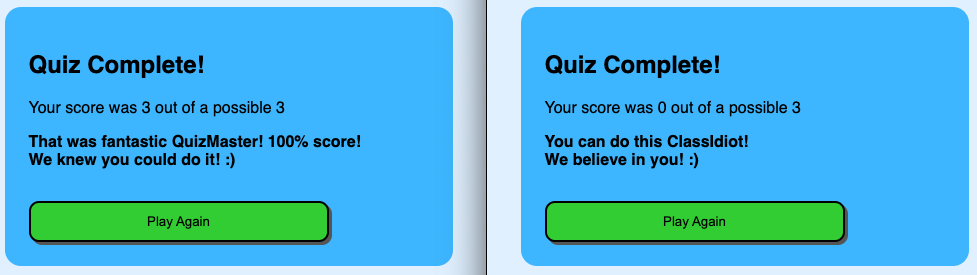 Quiz Complete!
Your score was 3 out of a possible 3
That was fantastic QuizMaster! 100% score!
We knew you could do it! :)
Play Again
Quiz Complete!
Your score was 0 out of a possible 3
You can do this ClassIdiot!
We believe in you! :)
Play Again